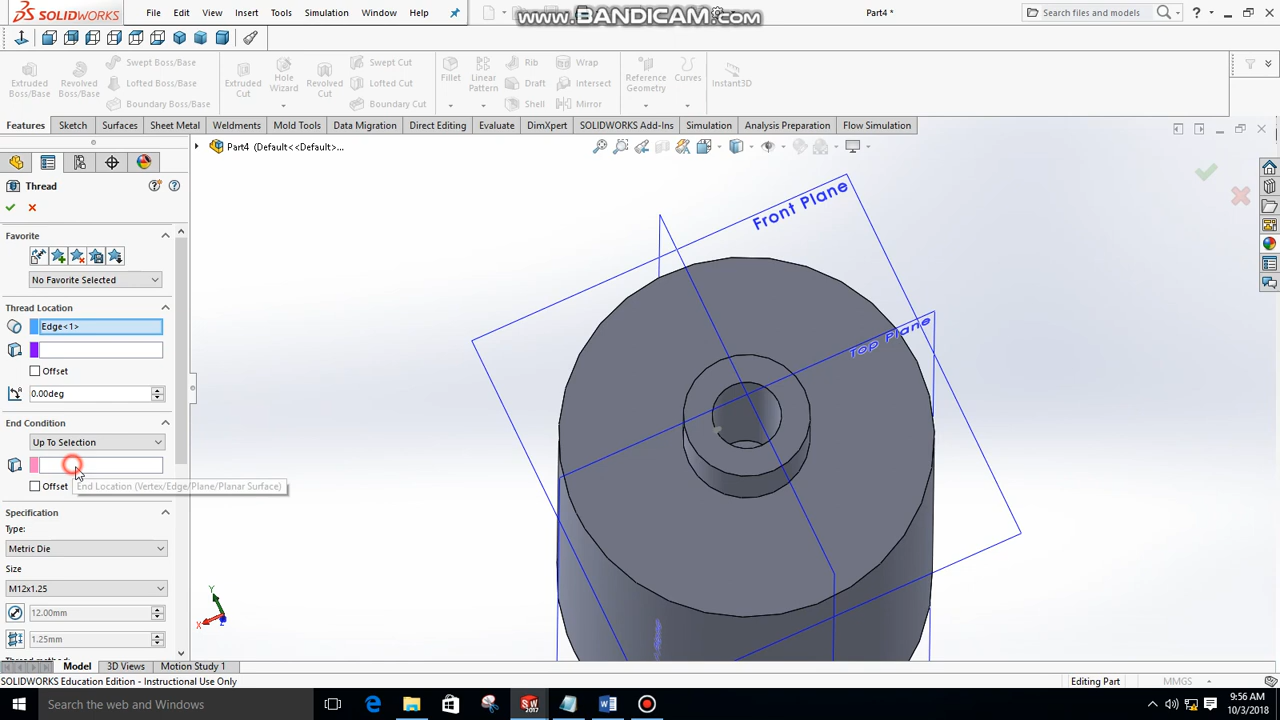 SOLIDWORKS File Edit View Insert Tools Simulation Window Help Part4 * Search files and models
www.BANDICAM.com
Extruded Boss/Base
Revolved Boss/Base
Swept Boss/Base
Lofted Boss/Base
Boundary Boss/Base
Extruded Cut
Hole Wizard
Revolved Cut
Swept Cut
Lofted Cut
Boundary Cut
Fillet
Linear Pattern
Rib
Draft
Shell
Wrap
Intersect
Mirror
Reference Geometry
Curves
Instant3D
Features Sketch Surfaces Sheet Metal Weldments Mold Tools Data Migration Direct Editing Evaluate DimXpert SOLIDWORKS Add-Ins Simulation Analysis Preparation Flow Simulation
Part4 (Default<<Default>...
Thread
Favorite
No Favorite Selected
Thread Location
Edge<1>
Offset
0.00deg
End Condition
Up To Selection
Offset
End Location (Vertex/Edge/Plane/Planar Surface)
Specification
Type:
Metric Die
Size
M12x1.25
12.00mm
1.25mm
Front Plane
Top Plane
Y
X
Z
Model 3D Views Motion Study 1
SOLIDWORKS Education Edition - Instructional Use Only Editing Part MMGS
Search the web and Windows
9:56 AM
10/3/2018